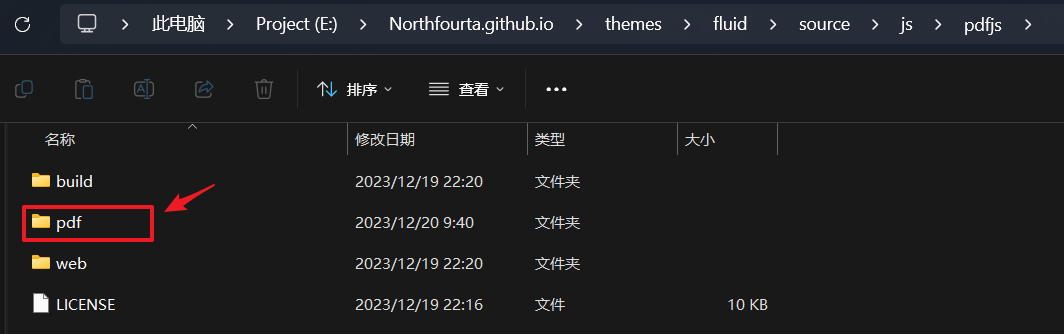 此电脑 > Project (E:) > Northfourta.github.io > themes > fluid > source > js > pdfjs >
排序 查看
名称 修改日期 类型 大小
build 2023/12/19 22:20 文件夹
pdf 2023/12/20 9:40 文件夹
web 2023/12/19 22:20 文件夹
LICENSE 2023/12/19 22:16 文件 10 KB